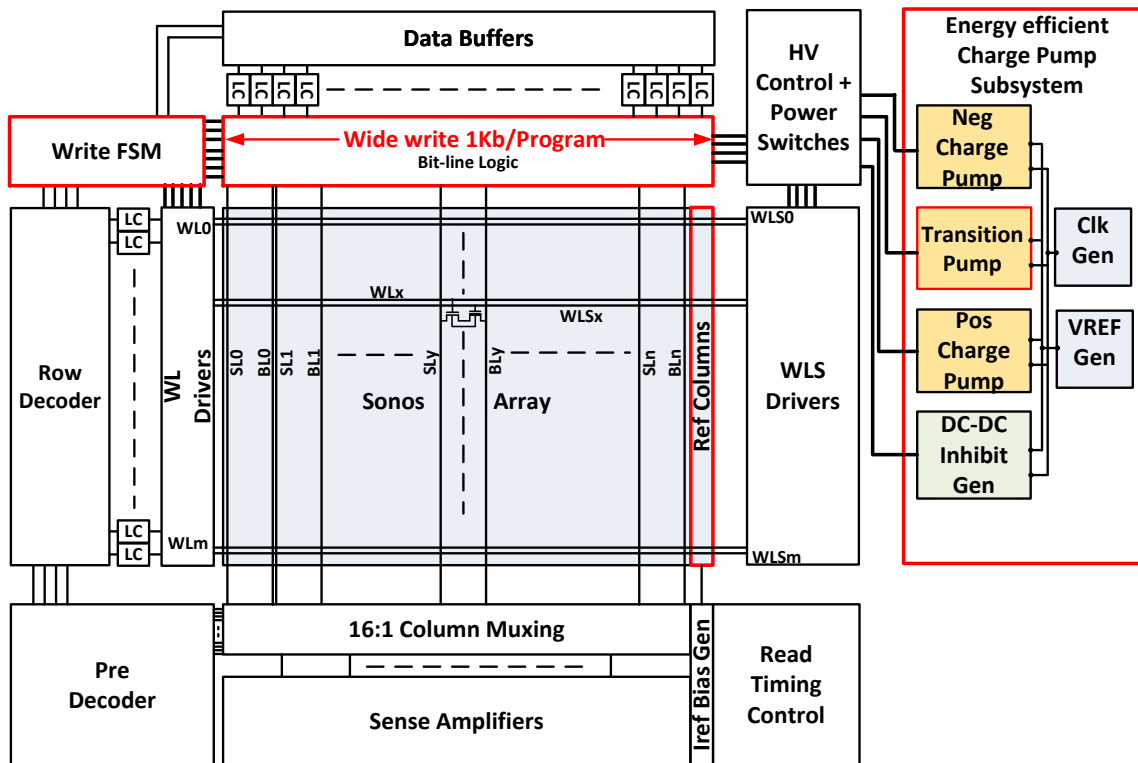 Data Buffers
LC LC LC LC
LC LC LC LC
HV
Control +
Power
Switches
Energy efficient
Charge Pump
Subsystem
Write FSM
Wide write 1Kb/Program
Bit-line Logic
Neg
Charge
Pump
Transition
Pump
Pos
Charge
Pump
DC-DC
Inhibit
Gen
Clk
Gen
VREF
Gen
Row
Decoder
LC
LC
LC
LC
WL
Drivers
WL0
WLS0
WLx
WLSx
SL0
BL0
SL1
BL1
SLy
BLy
SLn
BLn
Sonos
Array
Ref Columns
WLS
Drivers
WLm
WLSm
Pre
Decoder
16:1 Column Muxing
Sense Amplifiers
Iref Bias Gen
Read
Timing
Control